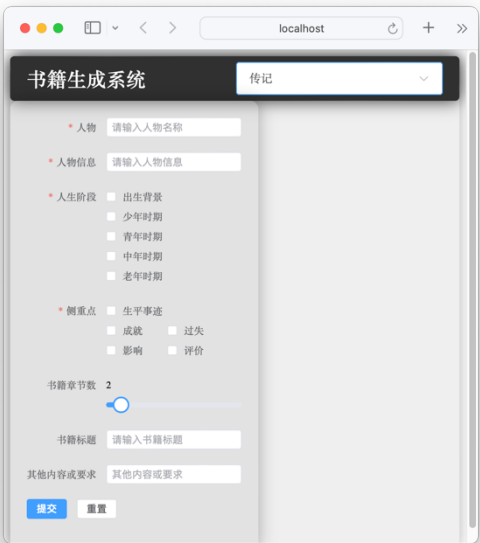 localhost
书籍生成系统 传记
* 人物 请输入人物名称
* 人物信息 请输入人物信息
* 人生阶段 出生背景
少年时期
青年时期
中年时期
老年时期
* 侧重点 生平事迹
成就 过失
影响 评价
书籍章节数 2
书籍标题 请输入书籍标题
其他内容或要求 其他内容或要求
提交 重置